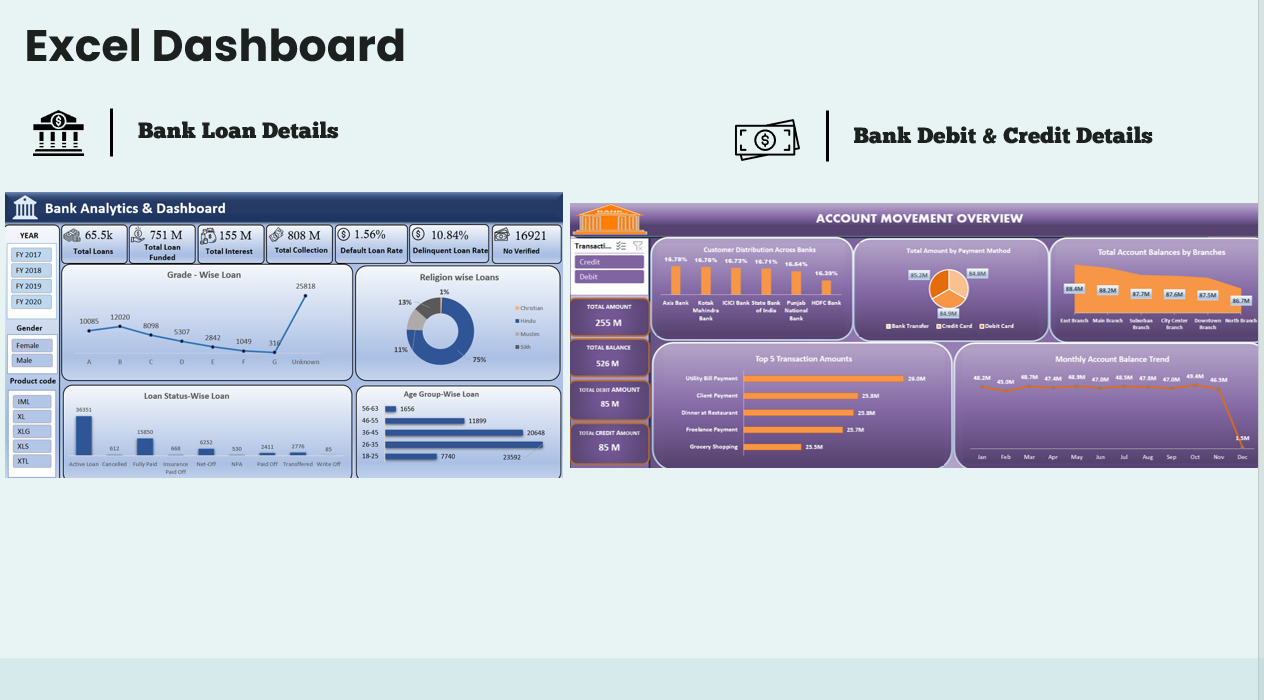 Excel Dashboard
Bank Loan Details
Bank Debit & Credit Details
Bank Analytics & Dashboard
YEAR
FY 2017
FY 2018
FY 2019
FY 2020
Gender
Female
Male
Product code
IML
XL
XLG
XLS
XTL
65.5k
Total Loans
751 M
Total Loan
Funded
155 M
Total Interest
808 M
Total Collection
1.56%
Default Loan Rate
10.84%
Delinquent Loan Rate
16921
No Verified
Grade - Wise Loan
10085
12020
8098
5307
2842
1049
316
25818
A B C D E F G Unknown
Religion wise Loans
1%
13%
11%
75%
Christian
Hindu
Muslim
Sikh
Loan Status-Wise Loan
36351
612
15850
668
6252
530
2411
2776
85
Active Loan Cancelled Fully Paid Insurance Paid Off Net-Off NPA Paid Off Transffered Write Off
Age Group-Wise Loan
56-63 1656
46-55 11899
36-45 20648
26-35 23592
18-25 7740
ACCOUNT MOVEMENT OVERVIEW
BANK
Transacti...
Credit
Debit
TOTAL AMOUNT
255 M
TOTAL BALANCE
526 M
TOTAL DEBIT AMOUNT
85 M
TOTAL CREDIT AMOUNT
85 M
Customer Distribution Across Banks
16.78% 16.76% 16.73% 16.71% 16.64% 16.39%
Axis Bank Kotak Mahindra Bank ICICI Bank State Bank of India Punjab National Bank HDFC Bank
Total Amount by Payment Method
85.2M
84.8M
84.9M
Bank Transfer Credit Card Debit Card
Total Account Balances by Branches
88.4M 88.2M 87.7M 87.6M 87.5M 86.7M
East Branch Main Branch Suburban Branch City Center Branch Downtown Branch North Branch
Top 5 Transaction Amounts
Utility Bill Payment 26.0M
Client Payment 25.8M
Dinner at Restaurant 25.8M
Freelance Payment 25.7M
Grocery Shopping 25.5M
Monthly Account Balance Trend
48.2M 45.0M 48.7M 47.4M 48.9M 47.0M 48.5M 47.8M 47.0M 49.4M 46.5M 1.5M
Jan Feb Mar Apr May Jun Jul Aug Sep Oct Nov Dec